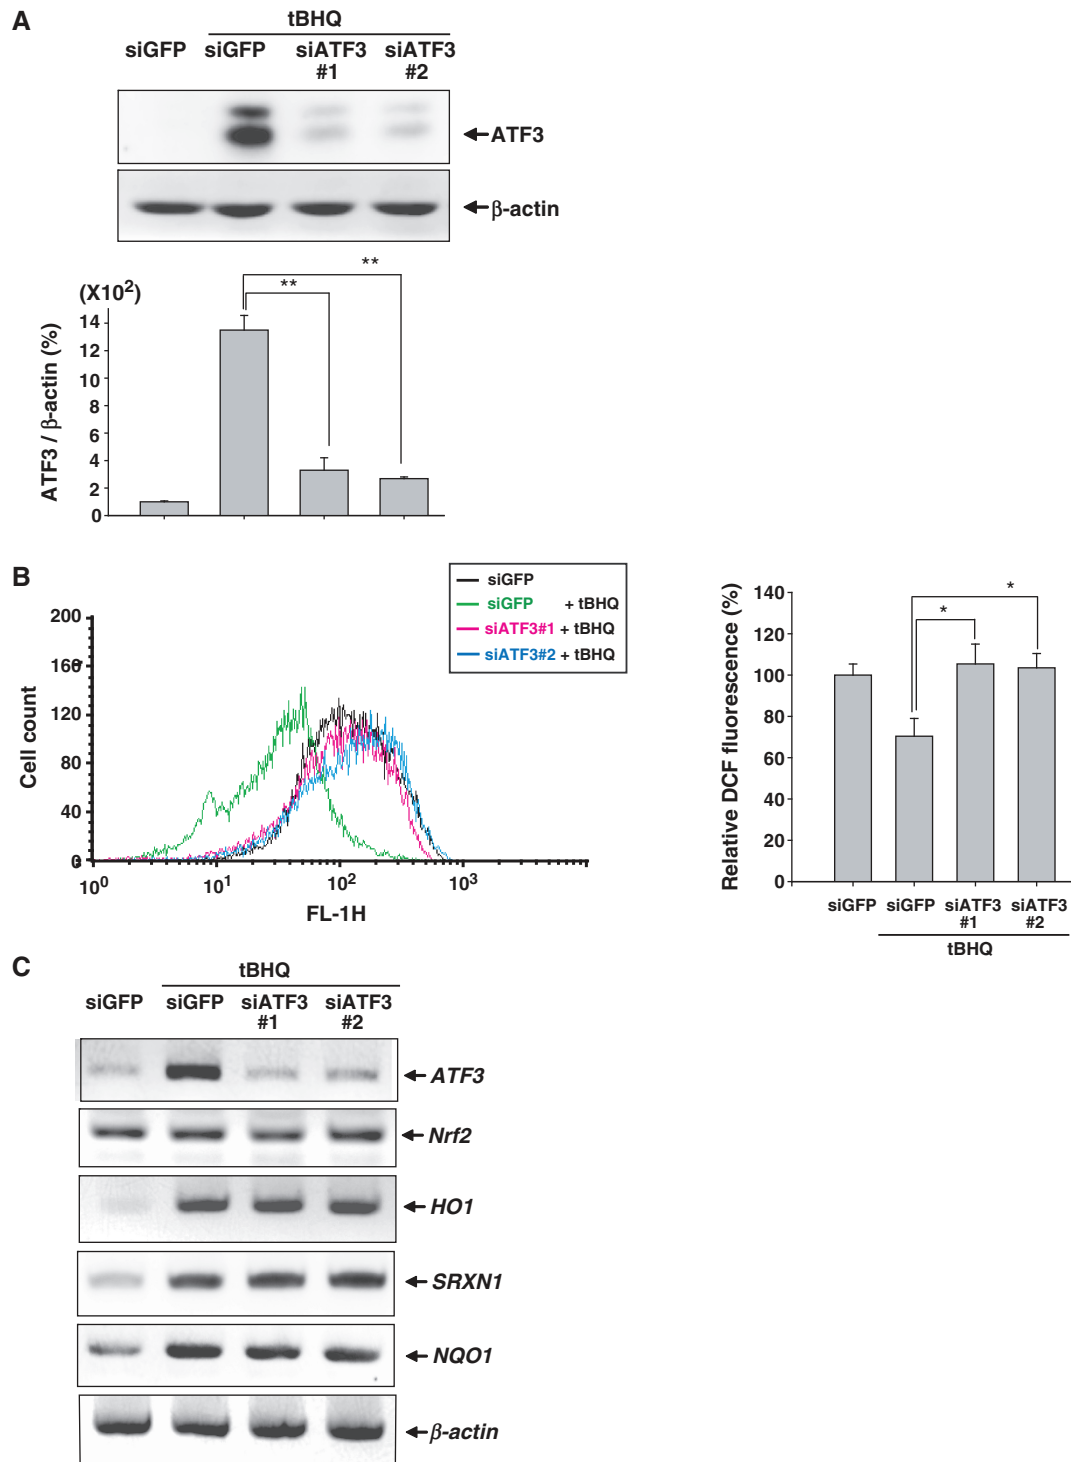 A
tBHQ
siGFP siGFP siATF3 siATF3
#1 #2
ATF3
β-actin
(X10²)
** **
ATF3 / β-actin (%)
14
12
10
8
6
4
2
0
B
siGFP
siGFP + tBHQ
siATF3#1 + tBHQ
siATF3#2 + tBHQ
Cell count
200
160
120
80
40
0
10⁰ 10¹ 10² 10³
FL-1H
Relative DCF fluorescence (%)
140
120
100
80
60
40
20
0
* *
siGFP siGFP siATF3 siATF3
#1 #2
tBHQ
C
tBHQ
siGFP siGFP siATF3 siATF3
#1 #2
ATF3
Nrf2
HO1
SRXN1
NQO1
β-actin